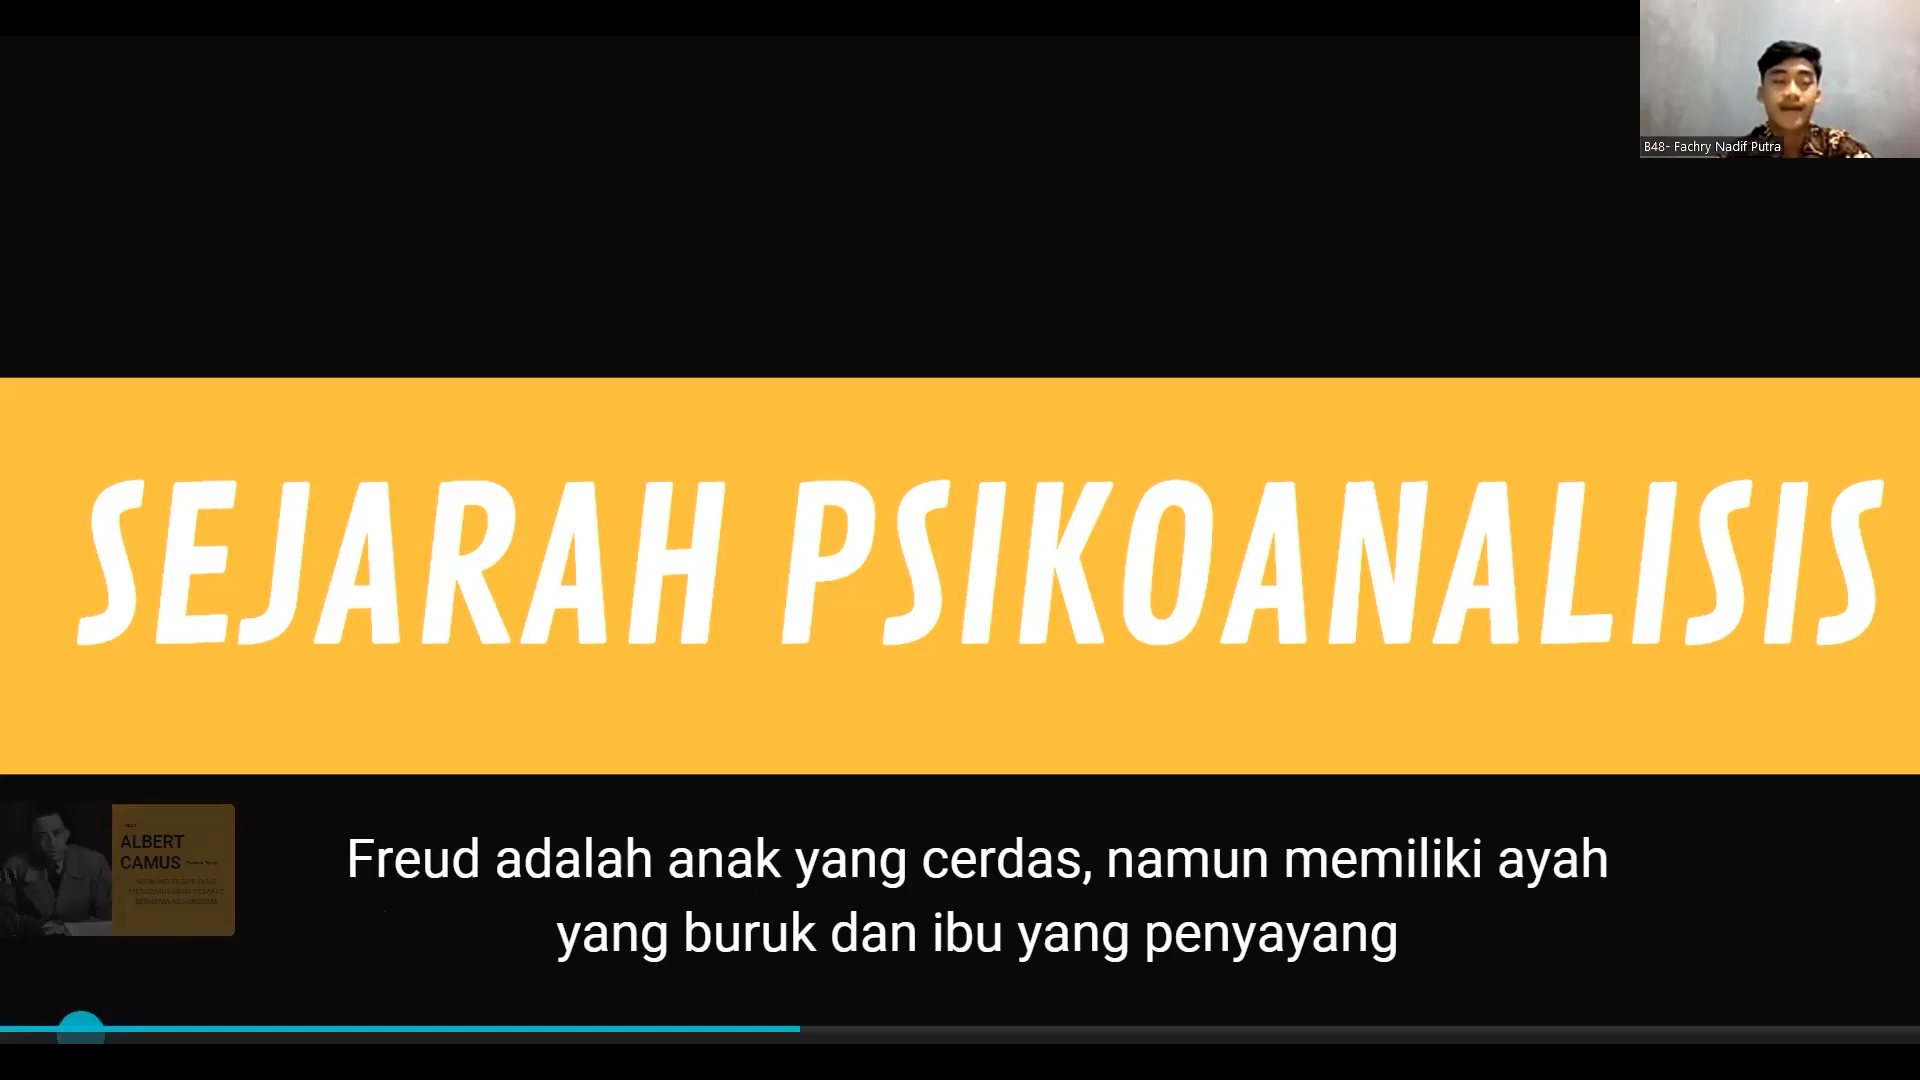 B48- Fachry Nadif Putra
SEJARAH PSIKOANALISIS
ALBERT
CAMUS
Freud adalah anak yang cerdas, namun memiliki ayah
yang buruk dan ibu yang penyayang